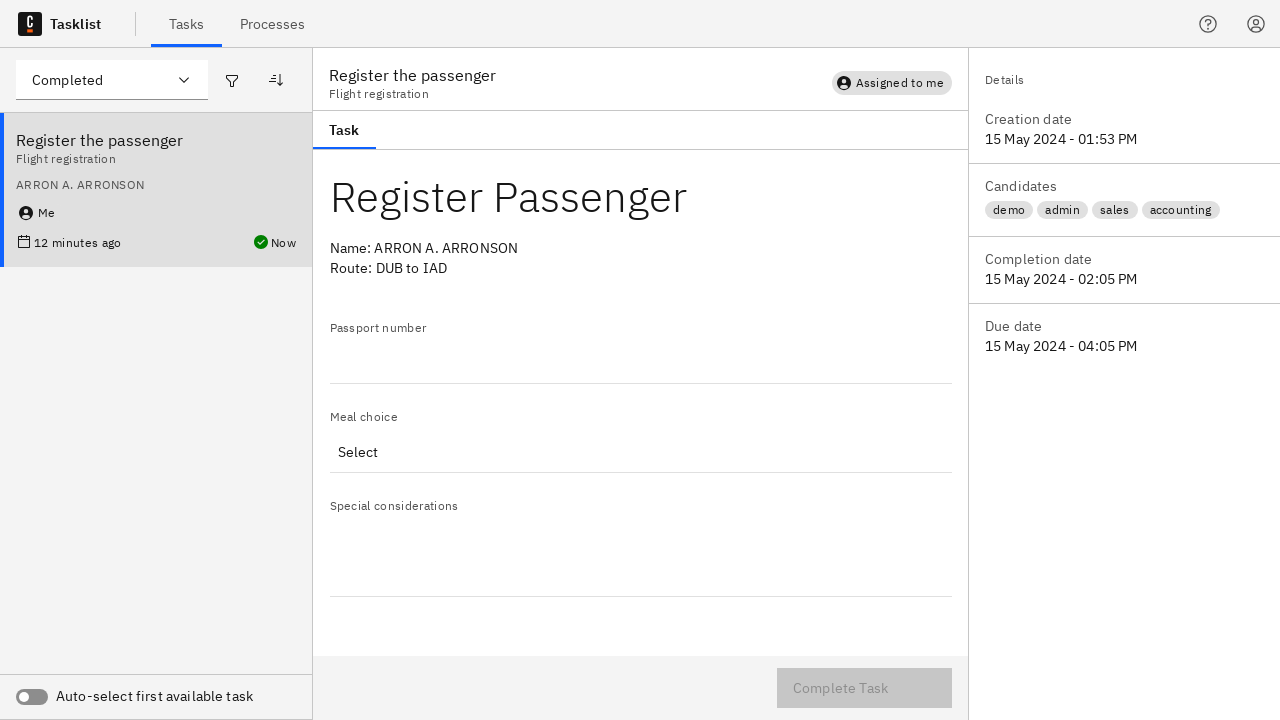 Tasklist
Tasks
Processes
Completed
Register the passenger
Flight registration
ARRON A. ARRONSON
Me
12 minutes ago
Now
Auto-select first available task
Register the passenger
Flight registration
Assigned to me
Task
Register Passenger
Name: ARRON A. ARRONSON
Route: DUB to IAD
Passport number
Meal choice
Select
Special considerations
Complete Task
Details
Creation date
15 May 2024 - 01:53 PM
Candidates
demo
admin
sales
accounting
Completion date
15 May 2024 - 02:05 PM
Due date
15 May 2024 - 04:05 PM